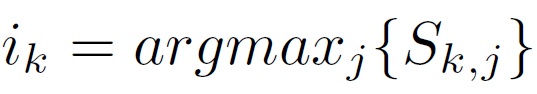 i_k = argmax_j{S_{k,j}}